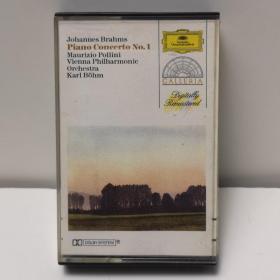 Johannes Brahms
Piano Concerto No.1
Maurizio Pollini
Vienna Philharmonic
Orchestra
Karl Böhm
Deutsche
Grammophon
GALLERIA
Digitally
Remastered
DOLBY SYSTEM